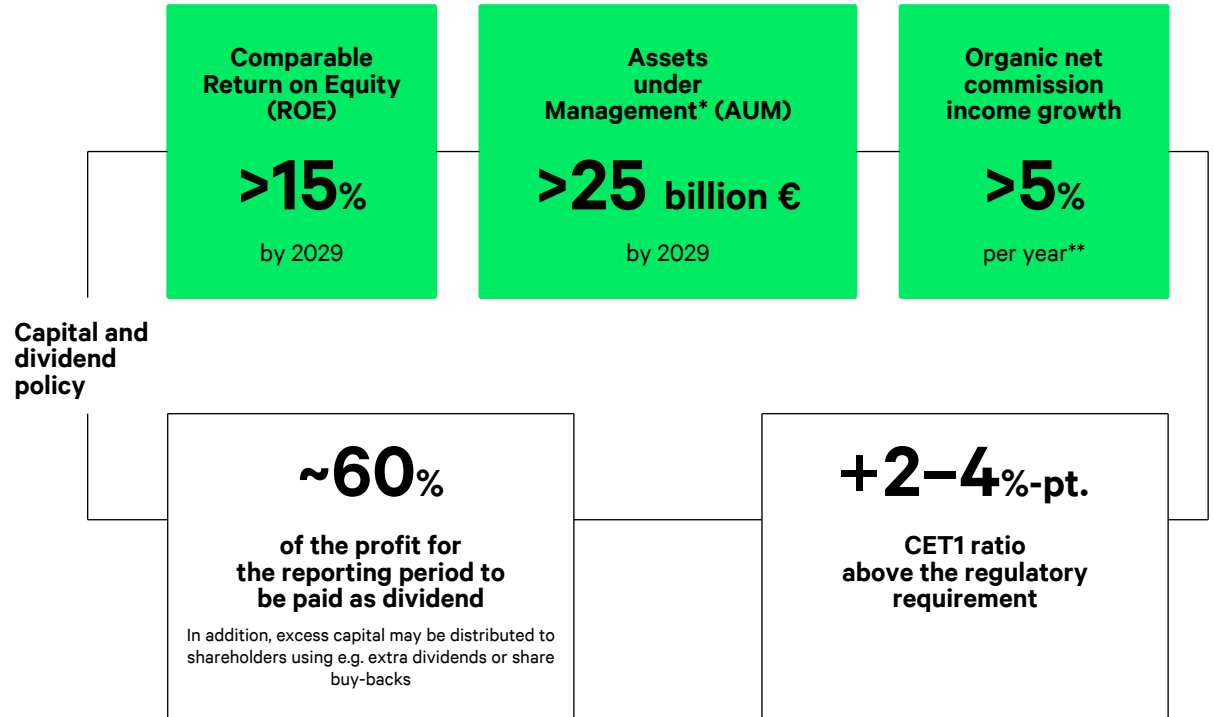 Comparable
Return on Equity
(ROE)
>15%
by 2029
Assets
under
Management* (AUM)
>25 billion €
by 2029
Organic net
commission
income growth
>5%
per year**
Capital and
dividend
policy
~60%
of the profit for
the reporting period to
be paid as dividend
In addition, excess capital may be distributed to
shareholders using e.g. extra dividends or share
buy-backs
+2–4%-pt.
CET1 ratio
above the regulatory
requirement